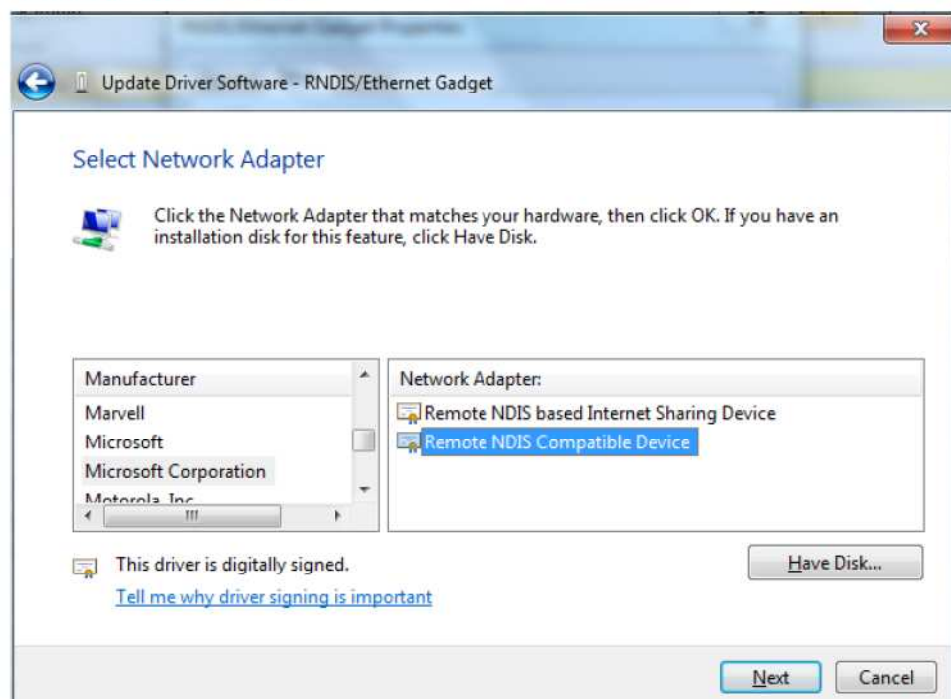 Update Driver Software - RNDIS/Ethernet Gadget
Select Network Adapter
Click the Network Adapter that matches your hardware, then click OK. If you have an
installation disk for this feature, click Have Disk.
Manufacturer
Marvell
Microsoft
Microsoft Corporation
Motorola, Inc.
Network Adapter:
Remote NDIS based Internet Sharing Device
Remote NDIS Compatible Device
This driver is digitally signed.
Tell me why driver signing is important
Have Disk...
Next
Cancel